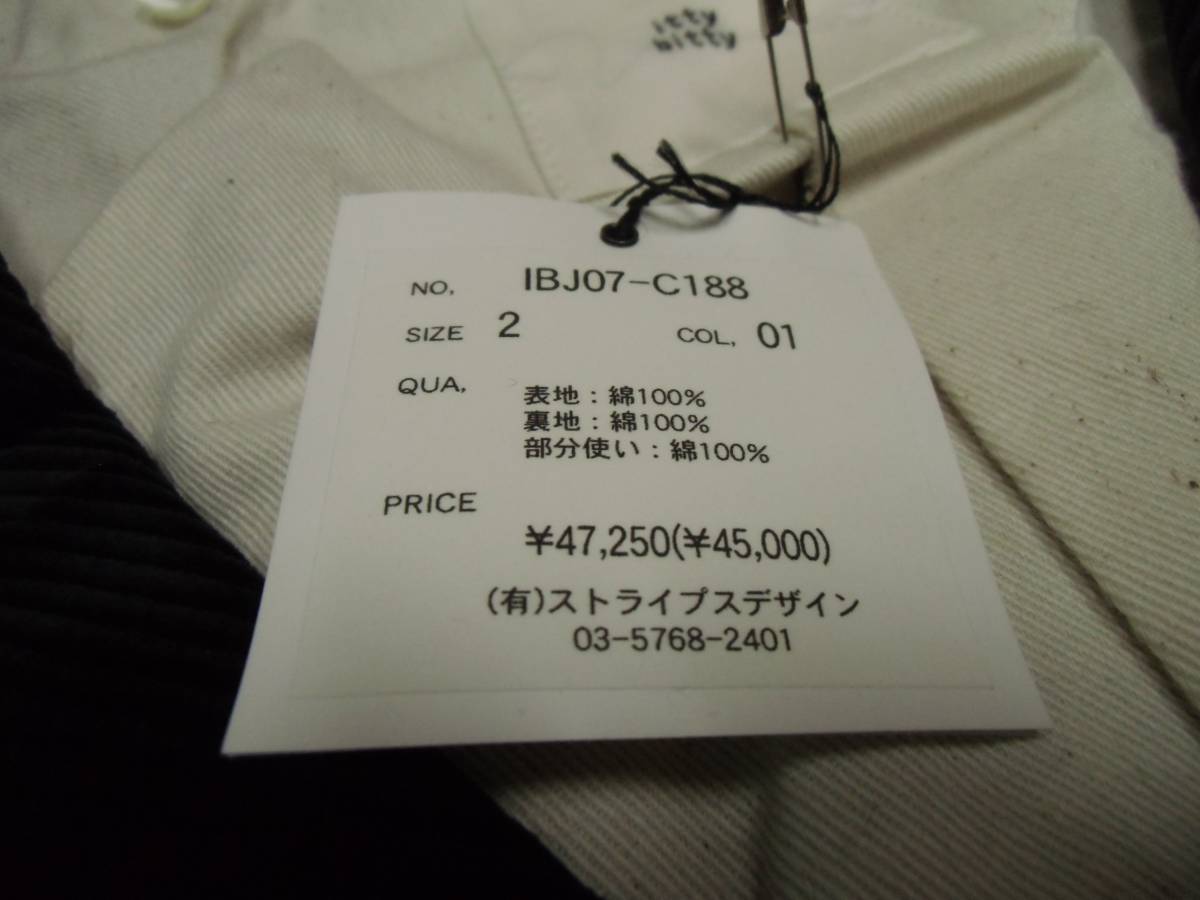 itty
bitty
NO, IBJ07-C188
SIZE 2 COL, 01
QUA, 表地：綿100%
裏地：綿100%
部分使い：綿100%
PRICE
¥47,250(¥45,000)
(有)ストライプスデザイン
03-5768-2401